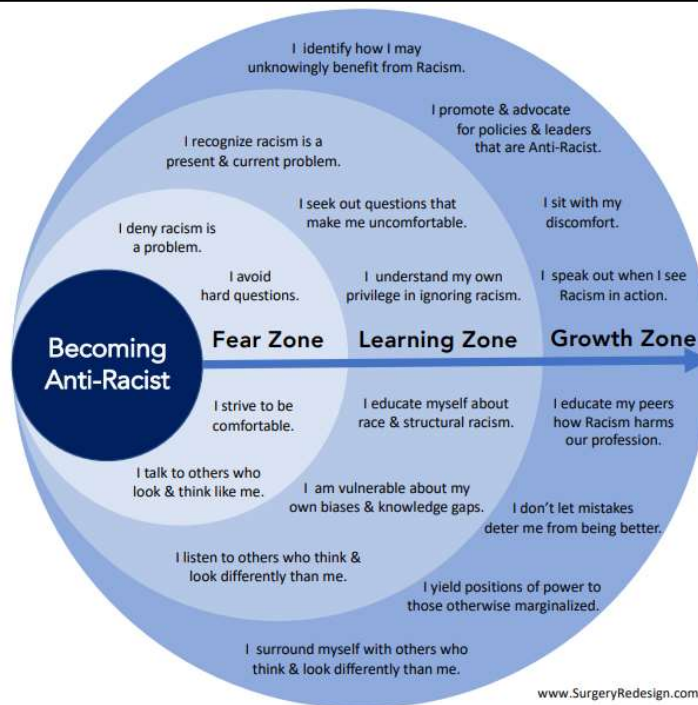 I identify how I may
unknowingly benefit from Racism.
I promote & advocate
for policies & leaders
that are Anti-Racist.
I recognize racism is a
present & current problem.
I seek out questions that
make me uncomfortable.
I sit with my
discomfort.
I deny racism is
a problem.
I avoid
hard questions.
I understand my own
privilege in ignoring racism.
I speak out when I see
Racism in action.
Becoming
Anti-Racist
Fear Zone
Learning Zone
Growth Zone
I strive to be
comfortable.
I educate myself about
race & structural racism.
I educate my peers
how Racism harms
our profession.
I talk to others who
look & think like me.
I am vulnerable about my
own biases & knowledge gaps.
I don't let mistakes
deter me from being better.
I listen to others who think &
look differently than me.
I yield positions of power to
those otherwise marginalized.
I surround myself with others who
think & look differently than me.
www.SurgeryRedesign.com